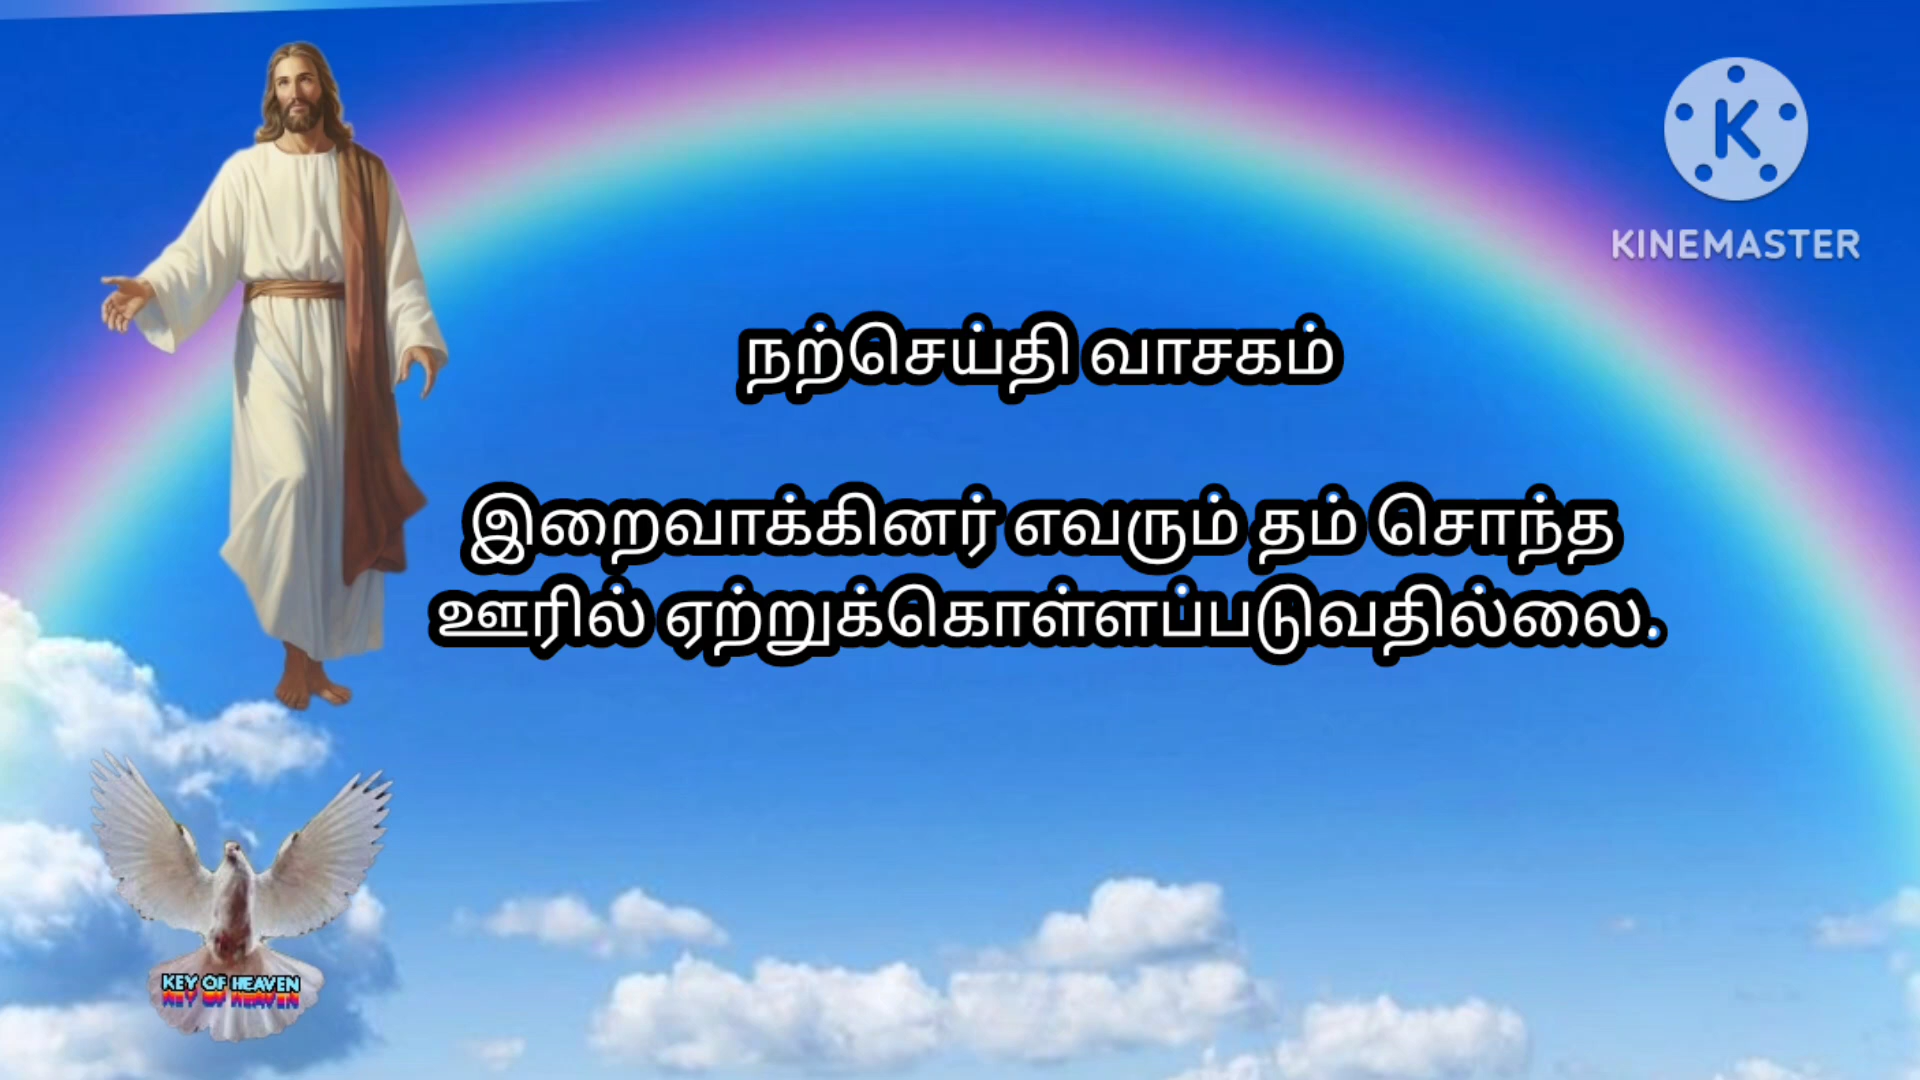 KINEMASTER
நற்செய்தி வாசகம்
இறைவாக்கினர் எவரும் தம் சொந்த
ஊரில் ஏற்றுக்கொள்ளப்படுவதில்லை.
KEY OF HEAVEN